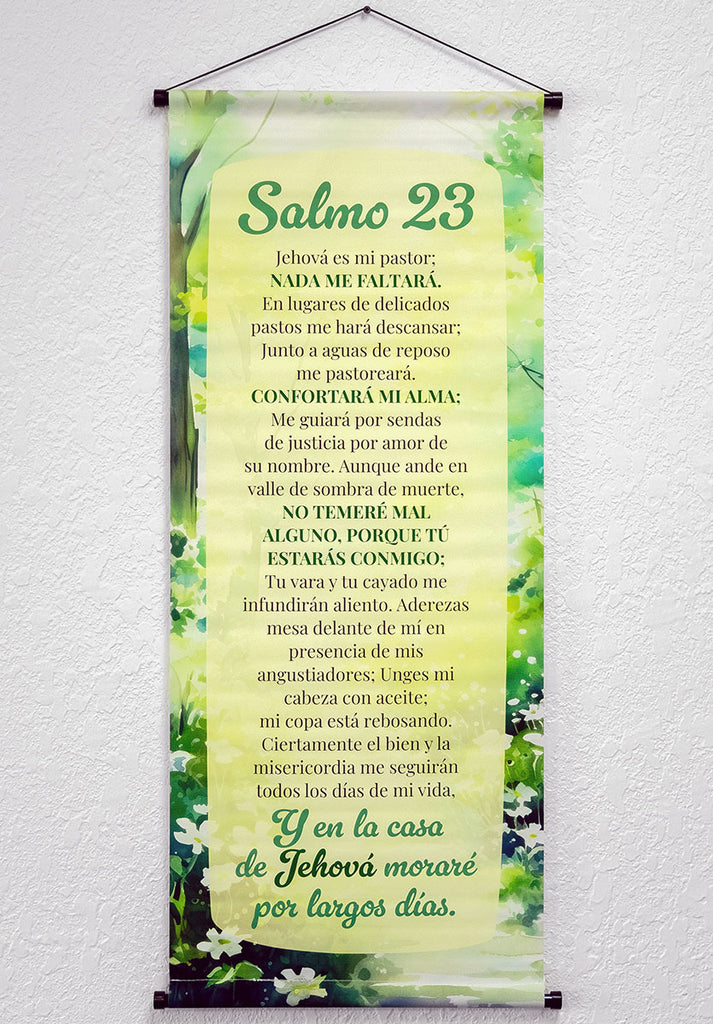 Salmo 23
Jehová es mi pastor;
NADA ME FALTARÁ.
En lugares de delicados
pastos me hará descansar;
Junto a aguas de reposo
me pastoreará.
CONFORTARÁ MI ALMA;
Me guiará por sendas
de justicia por amor de
su nombre. Aunque ande en
valle de sombra de muerte,
NO TEMERÉ MAL
ALGUNO, PORQUE TÚ
ESTARÁS CONMIGO;
Tu vara y tu cayado me
infundirán aliento. Aderezas
mesa delante de mí en
presencia de mis
angustiadores; Unges mi
cabeza con aceite;
mi copa está rebosando.
Ciertamente el bien y la
misericordia me seguirán
todos los días de mi vida,
Y en la casa
de Jehová moraré
por largos días.